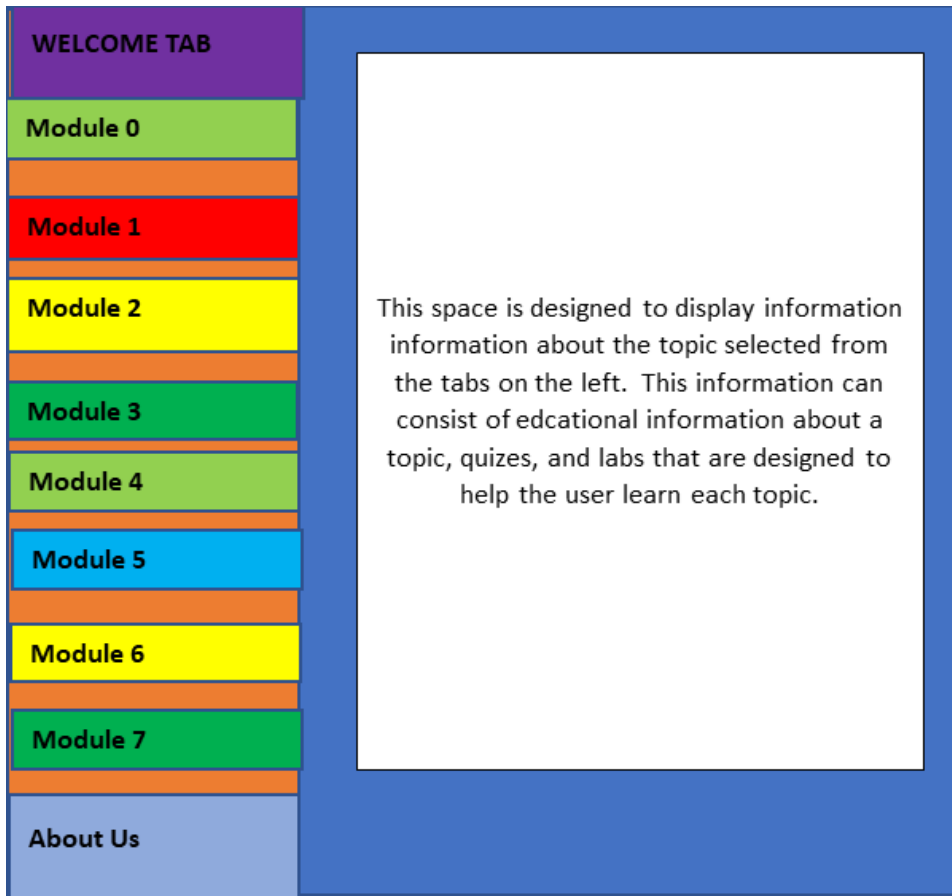 WELCOME TAB
Module 0
Module 1
Module 2
Module 3
Module 4
Module 5
Module 6
Module 7
About Us
This space is designed to display information
information about the topic selected from
the tabs on the left. This information can
consist of edcational information about a
topic, quizes, and labs that are designed to
help the user learn each topic.